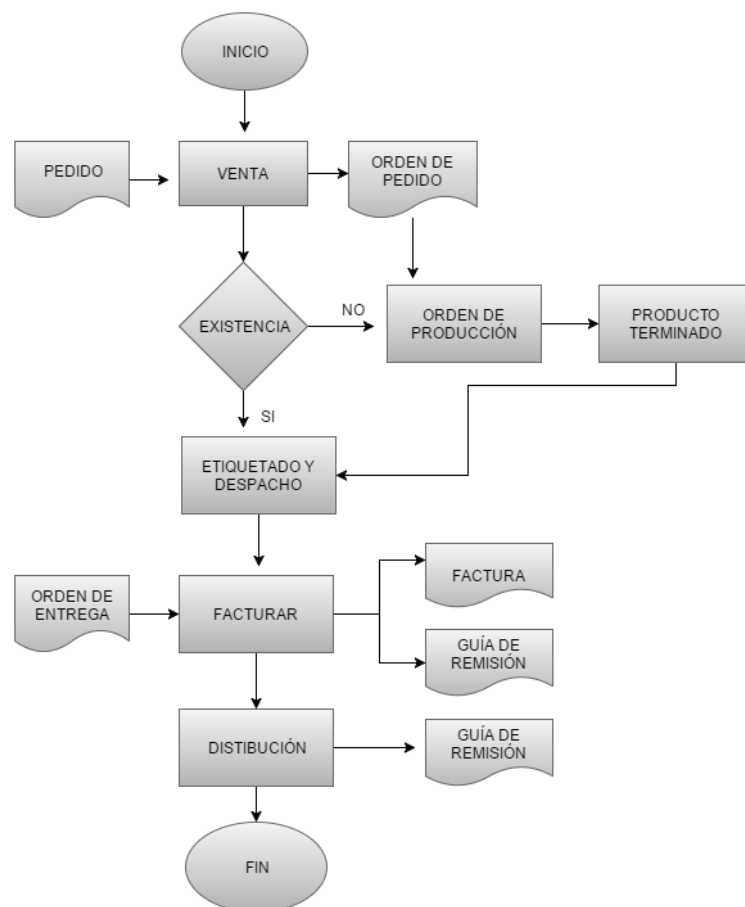 INICIO
PEDIDO
VENTA
ORDEN DE
PEDIDO
EXISTENCIA
NO
ORDEN DE
PRODUCCIÓN
PRODUCTO
TERMINADO
SI
ETIQUETADO Y
DESPACHO
ORDEN DE
ENTREGA
FACTURAR
FACTURA
GUÍA DE
REMISIÓN
DISTIBUCIÓN
GUÍA DE
REMISIÓN
FIN